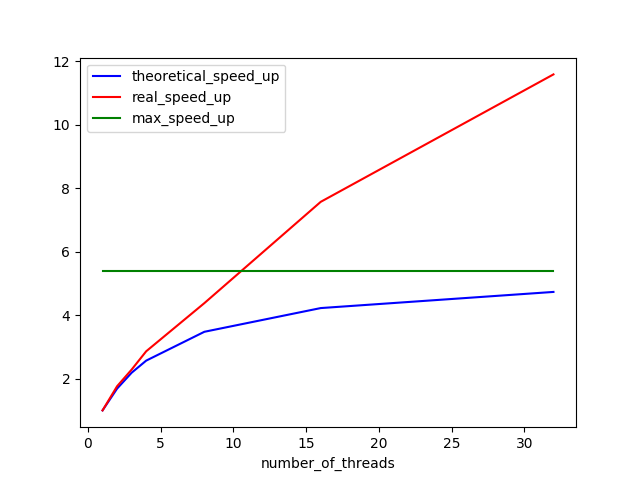 12
10
8
6
4
2
theoretical_speed_up
real_speed_up
max_speed_up
0 5 10 15 20 25 30
number_of_threads